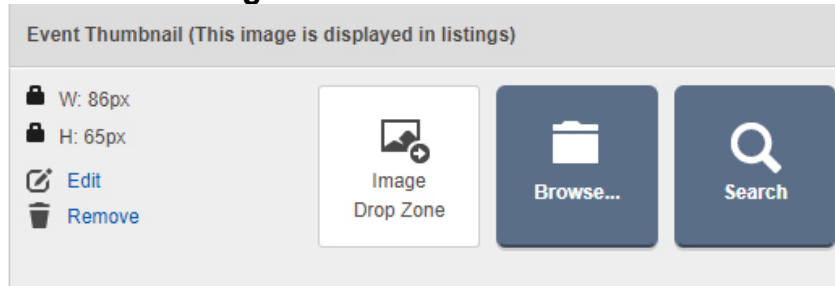 Event Thumbnail (This image is displayed in listings)
W: 86px
H: 65px
Edit
Remove
Image
Drop Zone
Browse...
Search